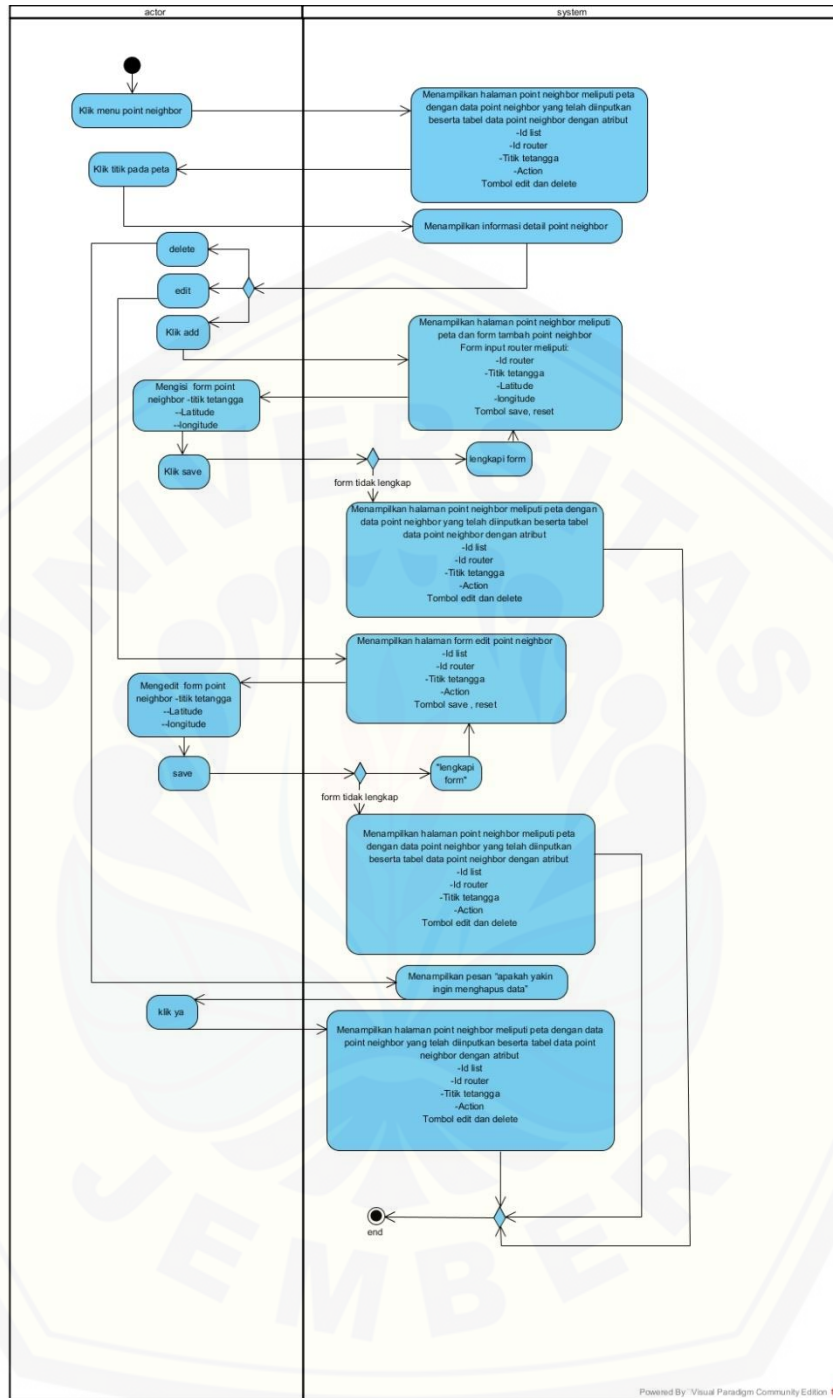 actor
system
Klik menu point neighbor
Menampilkan halaman point neighbor meliputi peta
dengan data point neighbor yang telah diinputkan
beserta tabel data point neighbor dengan atribut
-Id list
-Id router
-Titik tetangga
-Action
Tombol edit dan delete
Klik titik pada peta
Menampilkan informasi detail point neighbor
delete
edit
Klik add
Menampilkan halaman point neighbor meliputi
peta dan form tambah point neighbor
Form input router meliputi:
-Id router
-Titik tetangga
-Latitude
-longitude
Tombol save, reset
Mengisi form point
neighbor -titik tetangga
--Latitude
--longitude
Klik save
lengkapi form
form tidak lengkap
Menampilkan halaman point neighbor meliputi peta dengan
data point neighbor yang telah diinputkan beserta tabel
data point neighbor dengan atribut
-Id list
-Id router
-Titik tetangga
-Action
Tombol edit dan delete
Menampilkan halaman form edit point neighbor
-Id list
-Id router
-Titik tetangga
-Action
Tombol save , reset
Mengedit form point
neighbor -titik tetangga
--Latitude
--longitude
save
"lengkapi
form"
form tidak lengkap
Menampilkan halaman point neighbor meliputi peta
dengan data point neighbor yang telah diinputkan
beserta tabel data point neighbor dengan atribut
-Id list
-Id router
-Titik tetangga
-Action
Tombol edit dan delete
Menampilkan pesan "apakah yakin
ingin menghapus data"
klik ya
Menampilkan halaman point neighbor meliputi peta dengan data
point neighbor yang telah diinputkan beserta tabel data point
neighbor dengan atribut
-Id list
-Id router
-Titik tetangga
-Action
Tombol edit dan delete
end
UNIVERSITAS
JEMBER
Powered By Visual Paradigm Community Edition